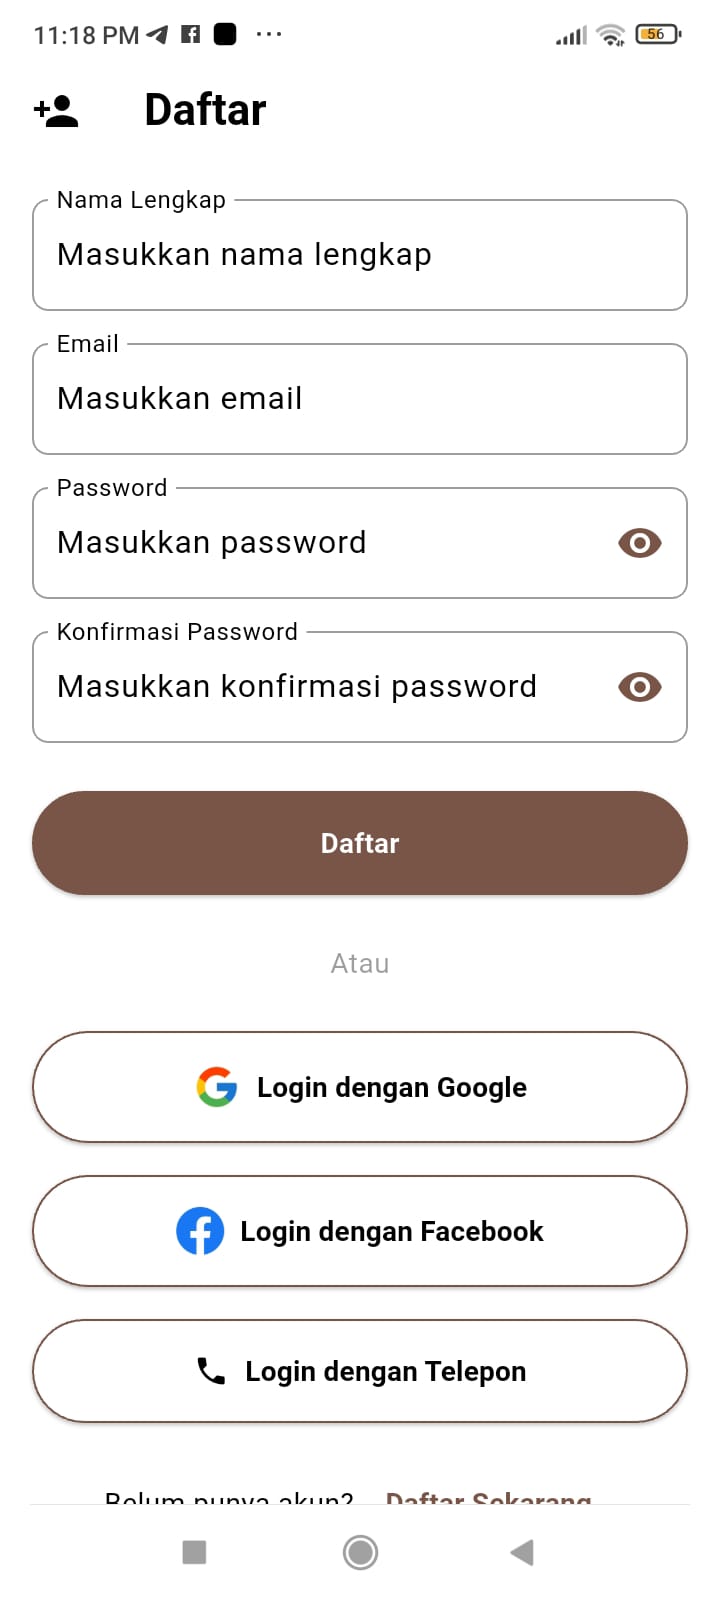 11:18 PM ... 56
Daftar
Nama Lengkap
Masukkan nama lengkap
Email
Masukkan email
Password
Masukkan password
Konfirmasi Password
Masukkan konfirmasi password
Daftar
Atau
Login dengan Google
Login dengan Facebook
Login dengan Telepon
Belum punya akun? Daftar Sekarang